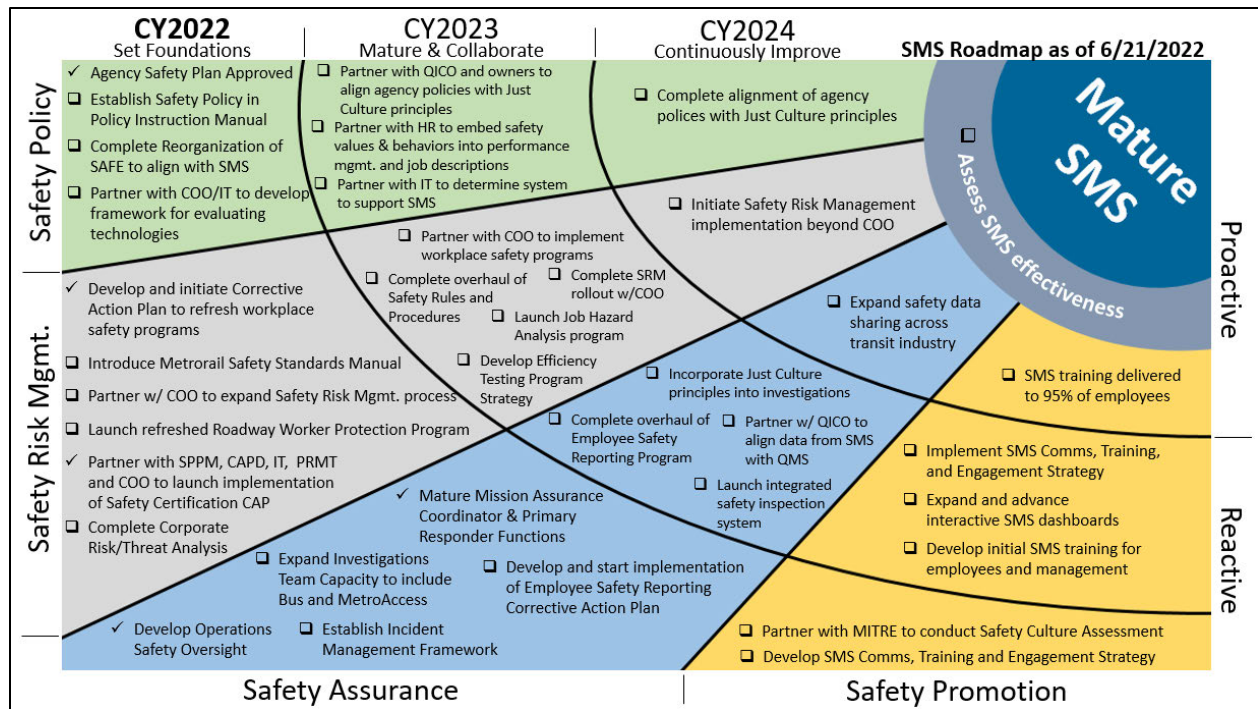 CY2022
Set Foundations
CY2023
Mature & Collaborate
CY2024
Continuously Improve
SMS Roadmap as of 6/21/2022
Safety Policy
✓ Agency Safety Plan Approved
❑ Establish Safety Policy in
Policy Instruction Manual
❑ Complete Reorganization of
SAFE to align with SMS
❑ Partner with COO/IT to develop
framework for evaluating
technologies
❑ Partner with QICO and owners to
align agency policies with Just
Culture principles
❑ Partner with HR to embed safety
values & behaviors into performance
mgmt. and job descriptions
❑ Partner with IT to determine system
to support SMS
❑ Complete alignment of agency
polices with Just Culture principles
Safety Risk Mgmt.
✓ Develop and initiate Corrective
Action Plan to refresh workplace
safety programs
❑ Introduce Metrorail Safety Standards Manual
❑ Partner w/ COO to expand Safety Risk Mgmt. process
❑ Launch refreshed Roadway Worker Protection Program
✓ Partner with SPPM, CAPD, IT, PRMT
and COO to launch implementation
of Safety Certification CAP
❑ Complete Corporate
Risk/Threat Analysis
❑ Partner with COO to implement
workplace safety programs
❑ Complete overhaul of
Safety Rules and
Procedures
❑ Complete SRM
rollout w/COO
❑ Launch Job Hazard
Analysis program
❑ Develop Efficiency
Testing Program
Strategy
❑ Initiate Safety Risk Management
implementation beyond COO
✓ Mature Mission Assurance
Coordinator & Primary
Responder Functions
❑ Expand Investigations
Team Capacity to include
Bus and MetroAccess
❑ Develop and start implementation
of Employee Safety Reporting
Corrective Action Plan
✓ Develop Operations
Safety Oversight
❑ Establish Incident
Management Framework
❑ Incorporate Just Culture
principles into investigations
❑ Complete overhaul of
Employee Safety
Reporting Program
❑ Partner w/ QICO to
align data from SMS
with QMS
❑ Launch integrated
safety inspection
system
❑ Expand safety data
sharing across
transit industry
❑ SMS training delivered
to 95% of employees
❑ Implement SMS Comms, Training,
and Engagement Strategy
❑ Expand and advance
interactive SMS dashboards
❑ Develop initial SMS training for
employees and management
❑ Partner with MITRE to conduct Safety Culture Assessment
❑ Develop SMS Comms, Training and Engagement Strategy
❑ Assess SMS effectiveness
Mature
SMS
Proactive
Reactive
Safety Assurance
Safety Promotion